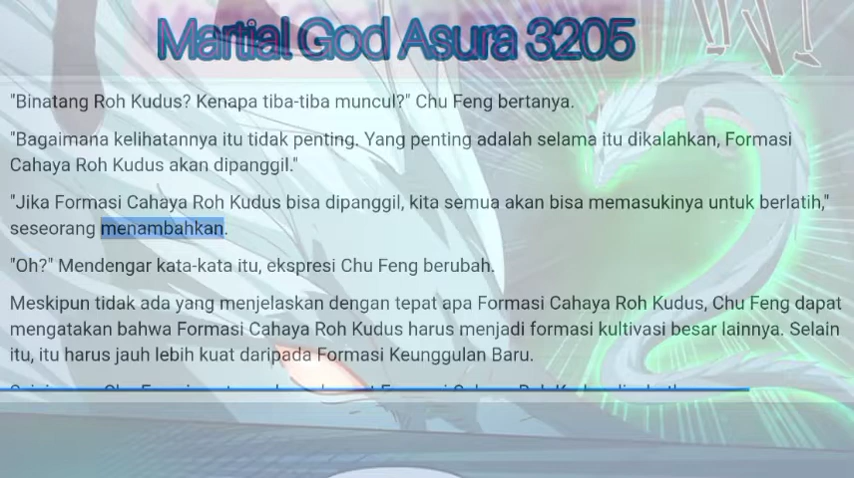 Martial God Asura 3205
"Binatang Roh Kudus? Kenapa tiba-tiba muncul?" Chu Feng bertanya.
"Bagaimana kelihatannya itu tidak penting. Yang penting adalah selama itu dikalahkan, Formasi
Cahaya Roh Kudus akan dipanggil."
"Jika Formasi Cahaya Roh Kudus bisa dipanggil, kita semua akan bisa memasukinya untuk berlatih,"
seseorang menambahkan.
"Oh?" Mendengar kata-kata itu, ekspresi Chu Feng berubah.
Meskipun tidak ada yang menjelaskan dengan tepat apa Formasi Cahaya Roh Kudus, Chu Feng dapat
mengatakan bahwa Formasi Cahaya Roh Kudus harus menjadi formasi kultivasi besar lainnya. Selain
itu, itu harus jauh lebih kuat daripada Formasi Keunggulan Baru.